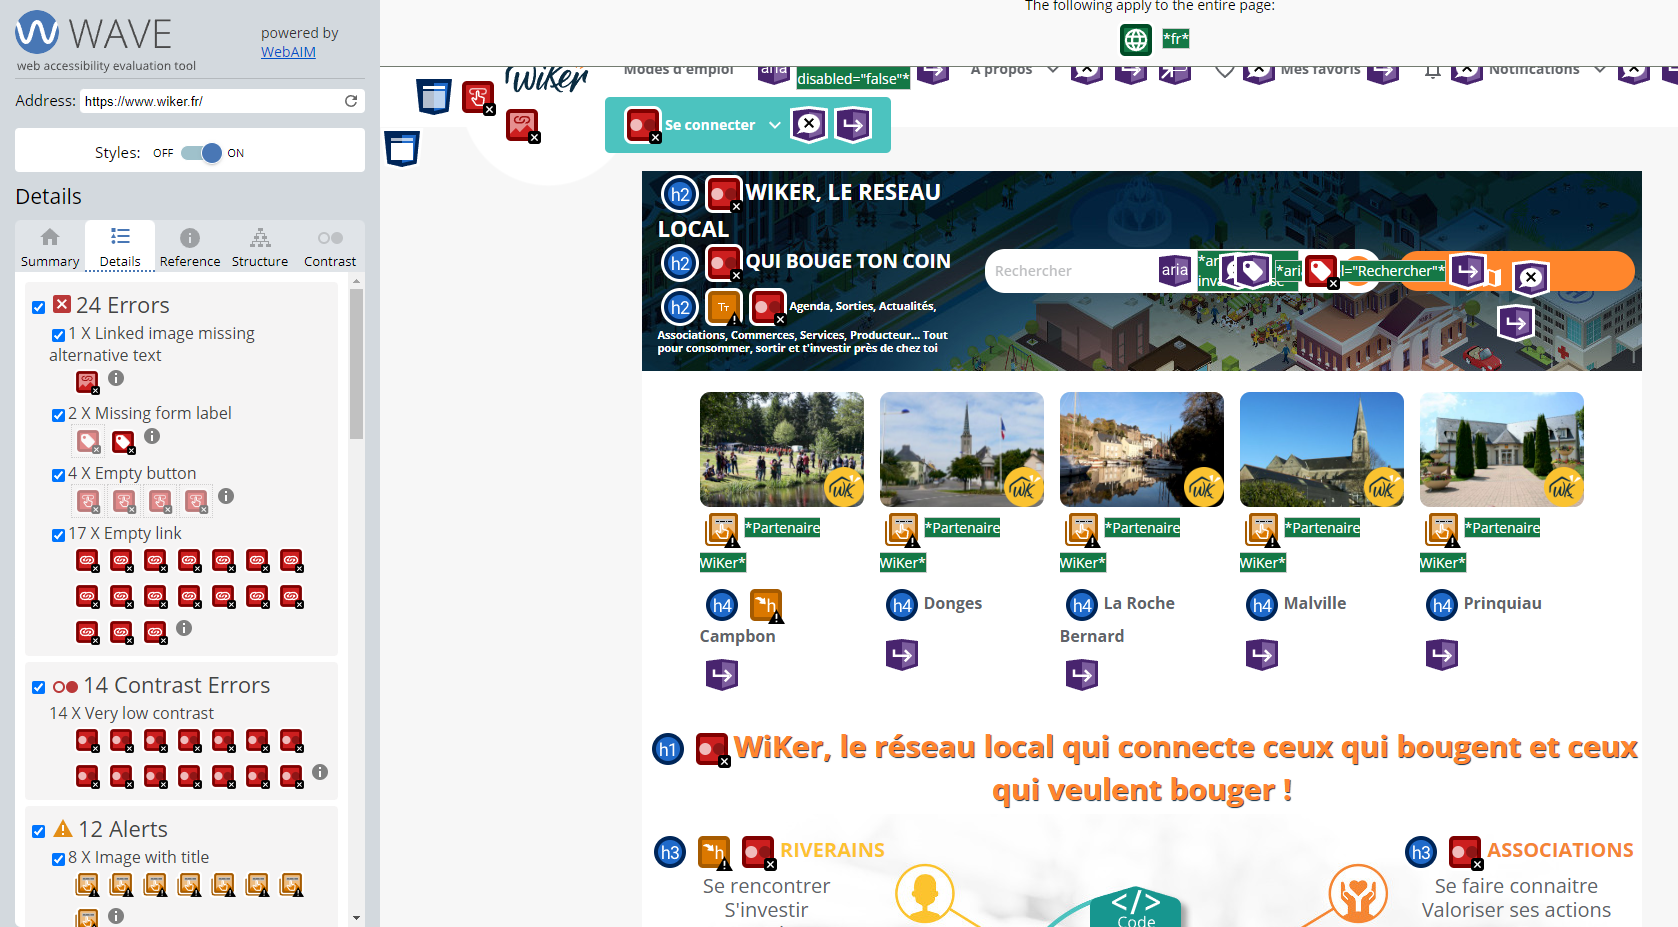 WAVE
web accessibility evaluation tool
powered by
WebAIM
Address: https://www.wiker.fr/
Styles: OFF ON
Details
Summary Details Reference Structure Contrast
24 Errors
1 X Linked image missing
alternative text
2 X Missing form label
4 X Empty button
17 X Empty link
14 Contrast Errors
14 X Very low contrast
12 Alerts
8 X Image with title
The following apply to the entire page:
*fr*
WiKer
Modes d'emploi aria disabled="false"* A propos Mes favoris Notifications
Se connecter
h2 WIKER, LE RESEAU
LOCAL
h2 QUI BOUGE TON COIN
h2 Agenda, Sorties, Actualités,
Associations, Commerces, Services, Producteur... Tout
pour consommer, sortir et t'investir près de chez toi
Rechercher aria l="Rechercher"*
WK WK WK WK WK
*Partenaire *Partenaire *Partenaire *Partenaire *Partenaire
WiKer* WiKer* WiKer* WiKer* WiKer*
h4 h h4 Donges h4 La Roche h4 Malville h4 Prinquiau
Campbon Bernard
h1 WiKer, le réseau local qui connecte ceux qui bougent et ceux
qui veulent bouger !
h3 h RIVERAINS h3 ASSOCIATIONS
Se rencontrer Se faire connaitre
S'investir Valoriser ses actions
</> Code